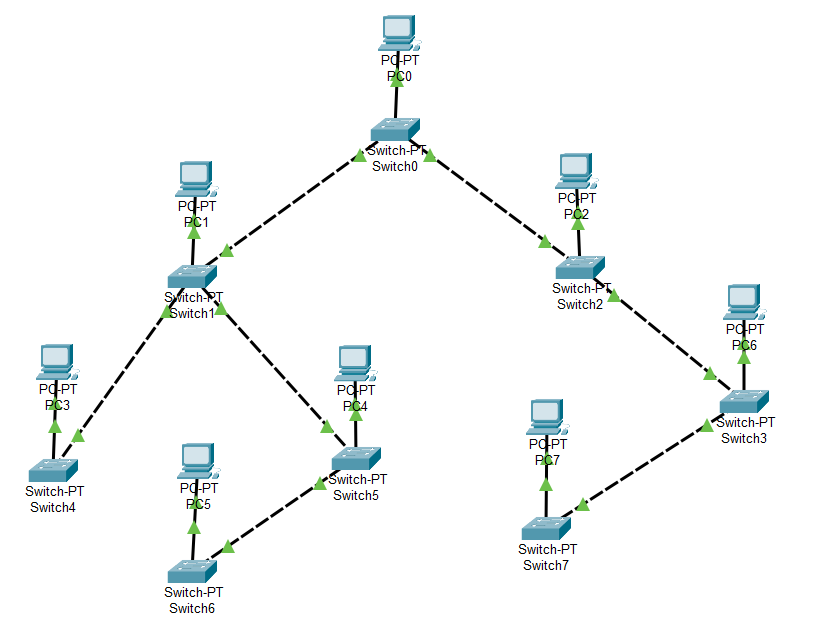 PC-PT
PC0
Switch-PT
Switch0
PC-PT
PC1
PC-PT
PC2
Switch-PT
Switch1
Switch-PT
Switch2
PC-PT
PC6
PC-PT
PC3
PC-PT
PC4
Switch-PT
Switch3
PC-PT
PC7
Switch-PT
Switch4
PC-PT
PC5
Switch-PT
Switch5
Switch-PT
Switch7
Switch-PT
Switch6